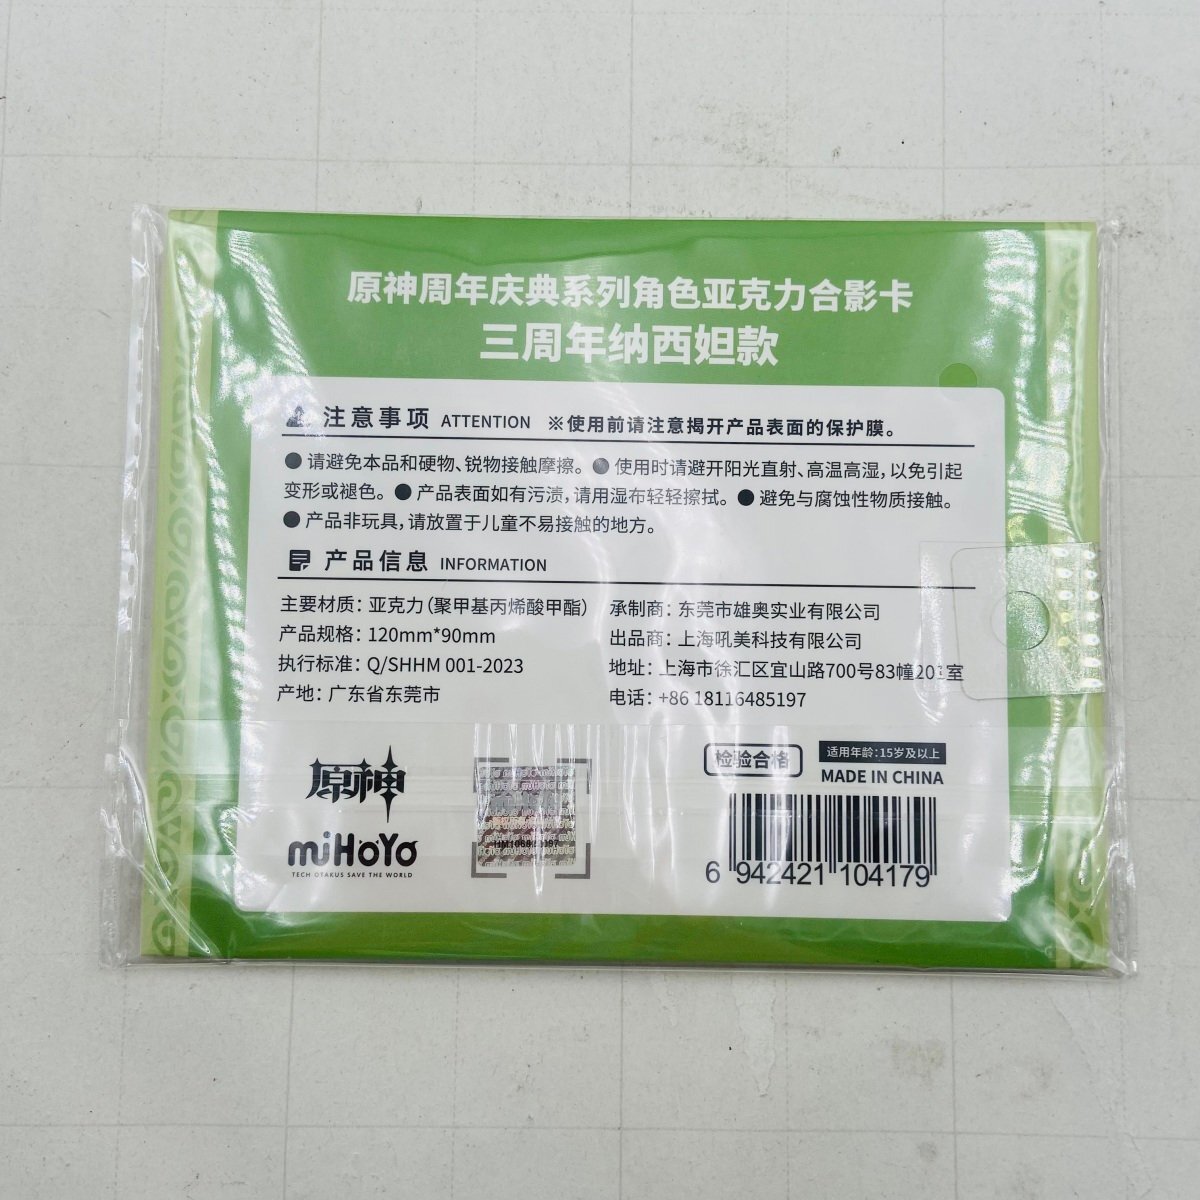 原神周年庆典系列角色亚克力合影卡
三周年纳西妲款
注意事项 ATTENTION ※使用前请注意揭开产品表面的保护膜。
●请避免本品和硬物、锐物接触摩擦。●使用时请避开阳光直射、高温高湿,以免引起
变形或褪色。●产品表面如有污渍,请用湿布轻轻擦拭。●避免与腐蚀性物质接触。
●产品非玩具,请放置于儿童不易接触的地方。
产品信息 INFORMATION
主要材质:亚克力(聚甲基丙烯酸甲酯)
产品规格:120mm*90mm
执行标准:Q/SHHM 001-2023
产地:广东省东莞市
承制商:东莞市雄奥实业有限公司
出品商:上海吼美科技有限公司
地址:上海市徐汇区宜山路700号83幢201室
电话:+86 18116485197
原神
miHoYo
TECH OTAKUS SAVE THE WORLD
miHoYo
检验合格
适用年龄:15岁及以上
MADE IN CHINA
6 942421 104179